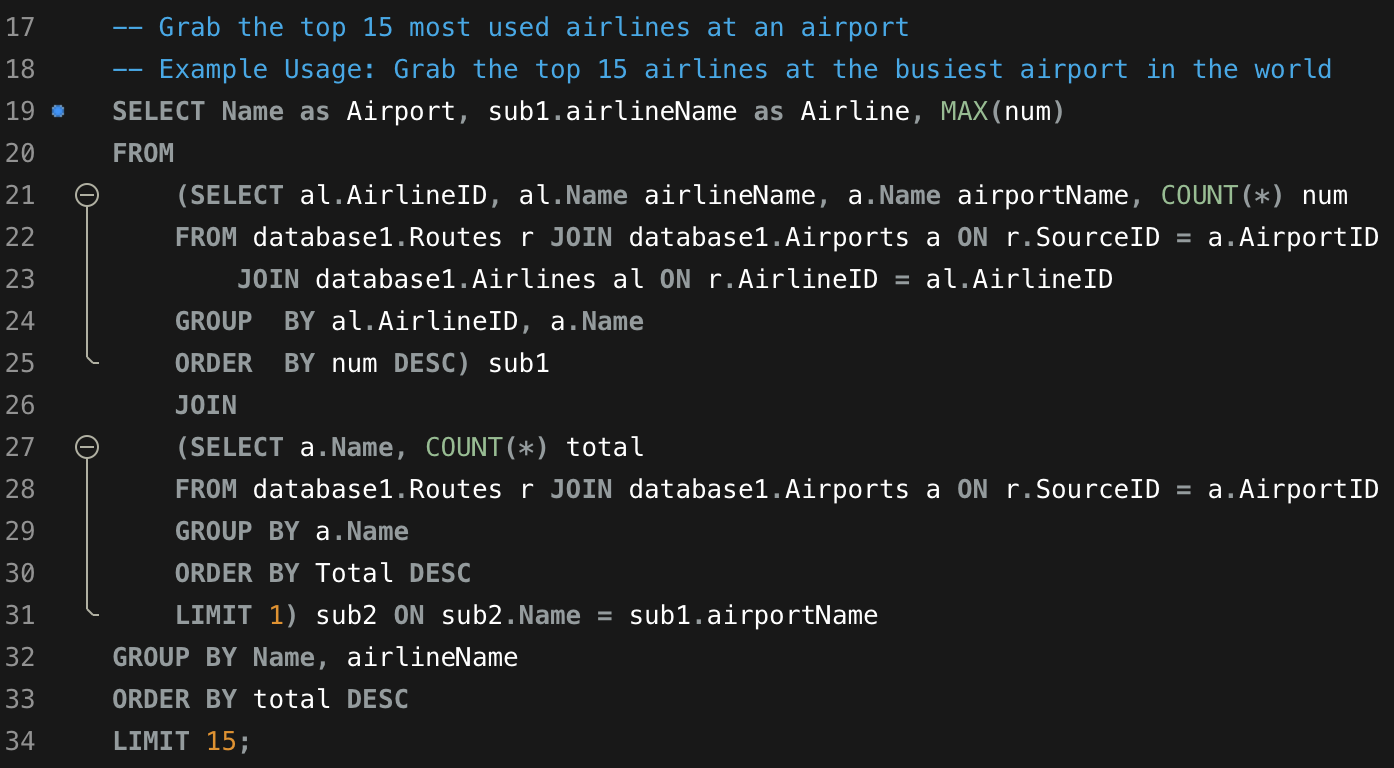 17 -- Grab the top 15 most used airlines at an airport
18 -- Example Usage: Grab the top 15 airlines at the busiest airport in the world
19 SELECT Name as Airport, sub1.airlineName as Airline, MAX(num)
20 FROM
21 (SELECT al.AirlineID, al.Name airlineName, a.Name airportName, COUNT(*) num
22 FROM database1.Routes r JOIN database1.Airports a ON r.SourceID = a.AirportID
23 JOIN database1.Airlines al ON r.AirlineID = al.AirlineID
24 GROUP  BY al.AirlineID, a.Name
25 ORDER  BY num DESC) sub1
26 JOIN
27 (SELECT a.Name, COUNT(*) total
28 FROM database1.Routes r JOIN database1.Airports a ON r.SourceID = a.AirportID
29 GROUP BY a.Name
30 ORDER BY Total DESC
31 LIMIT 1) sub2 ON sub2.Name = sub1.airportName
32 GROUP BY Name, airlineName
33 ORDER BY total DESC
34 LIMIT 15;